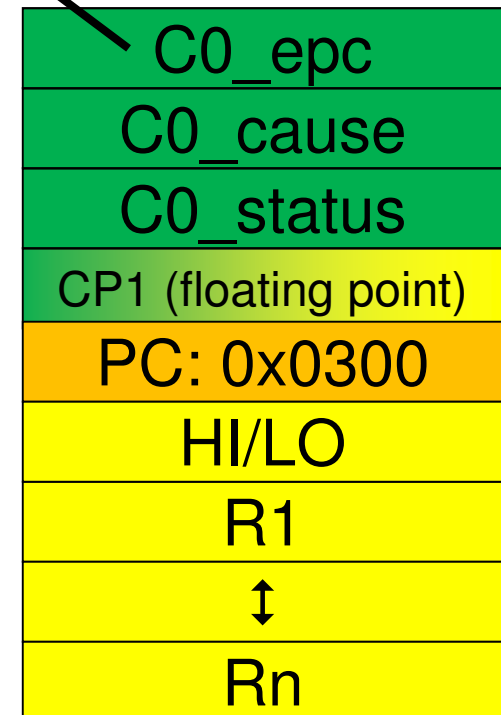 C0_epc
C0_cause
C0_status
CP1 (floating point)
PC: 0x0300
HI/LO
R1
↕
Rn